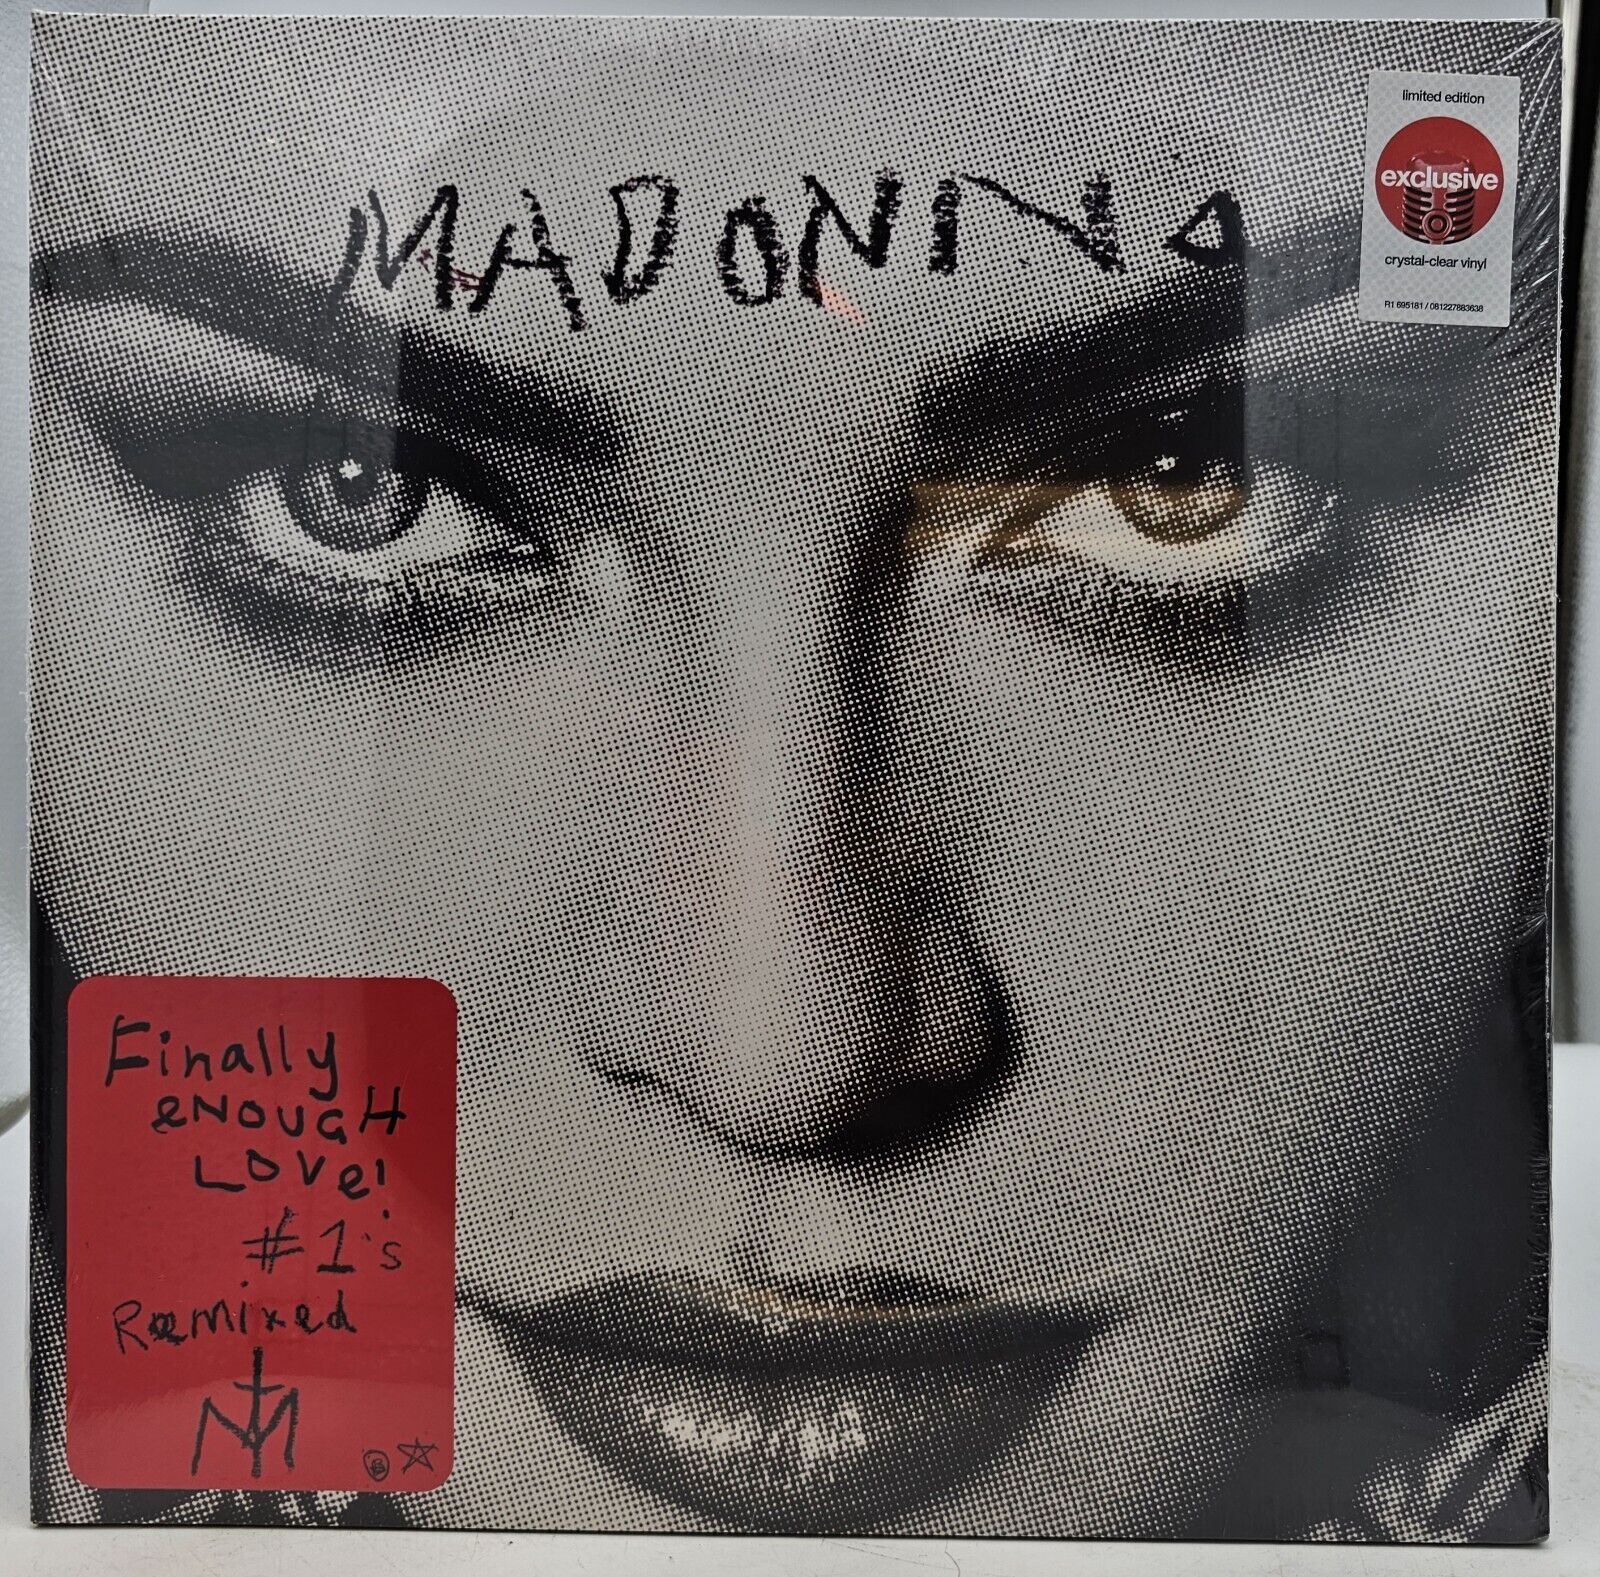 MADONNA
limited edition
exclusive
crystal-clear vinyl
R1 695181 / 081227883638
Finally
eNOUGH
LOVe!
#1's
Remixed
M
B